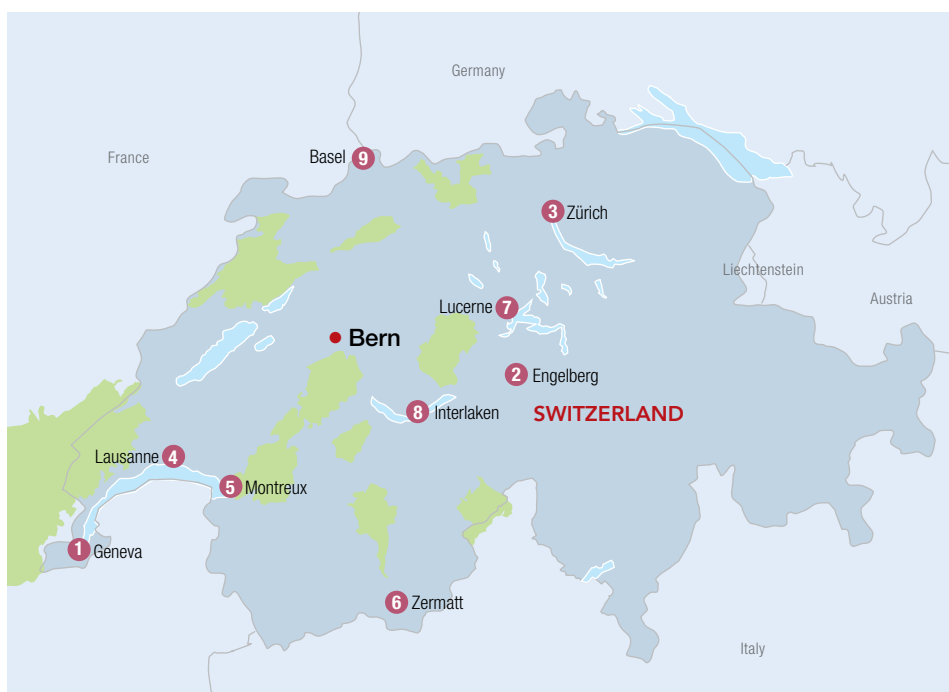 Germany
France
Basel 9
3 Zürich
Liechtenstein
Austria
Lucerne 7
Bern
2 Engelberg
8 Interlaken
SWITZERLAND
Lausanne 4
5 Montreux
1 Geneva
6 Zermatt
Italy